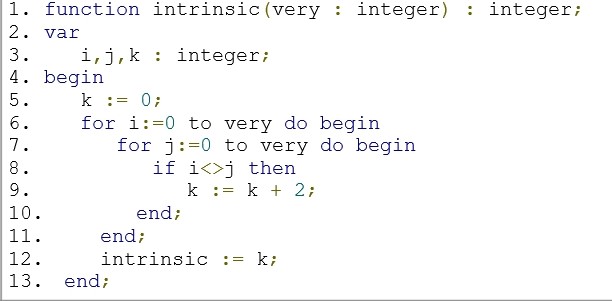 1. function intrinsic(very : integer) : integer;
2. var
3.    i,j,k : integer;
4. begin
5.    k := 0;
6.    for i:=0 to very do begin
7.       for j:=0 to very do begin
8.          if i<>j then
9.             k := k + 2;
10.        end;
11.     end;
12.     intrinsic := k;
13.  end;